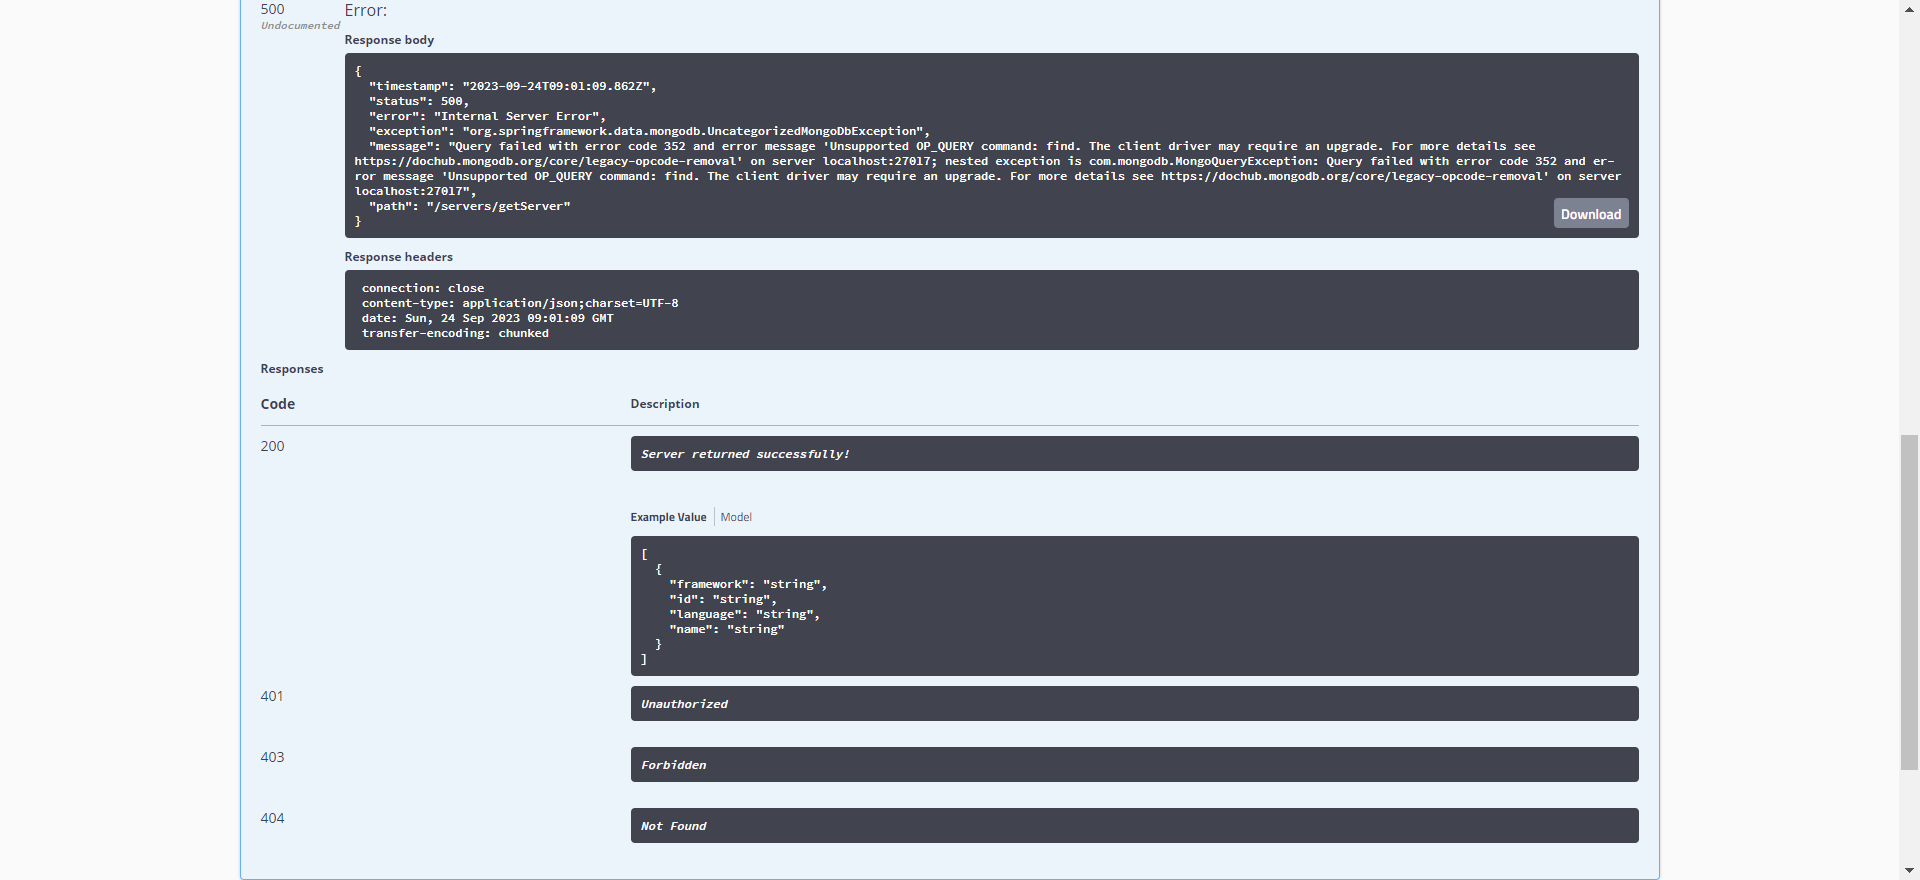 500
Undocumented
Error:
Response body
{
"timestamp": "2023-09-24T09:01:09.862Z",
"status": 500,
"error": "Internal Server Error",
"exception": "org.springframework.data.mongodb.UncategorizedMongoDbException",
"message": "Query failed with error code 352 and error message 'Unsupported OP_QUERY command: find. The client driver may require an upgrade. For more details see
https://dochub.mongodb.org/core/legacy-opcode-removal' on server localhost:27017; nested exception is com.mongodb.MongoQueryException: Query failed with error code 352 and er-
ror message 'Unsupported OP_QUERY command: find. The client driver may require an upgrade. For more details see https://dochub.mongodb.org/core/legacy-opcode-removal' on server
localhost:27017",
"path": "/servers/getServer"
}
Download
Response headers
connection: close
content-type: application/json;charset=UTF-8
date: Sun, 24 Sep 2023 09:01:09 GMT
transfer-encoding: chunked
Responses
Code Description
200
Server returned successfully!
Example Value Model
[
{
"framework": "string",
"id": "string",
"language": "string",
"name": "string"
}
]
401
Unauthorized
403
Forbidden
404
Not Found